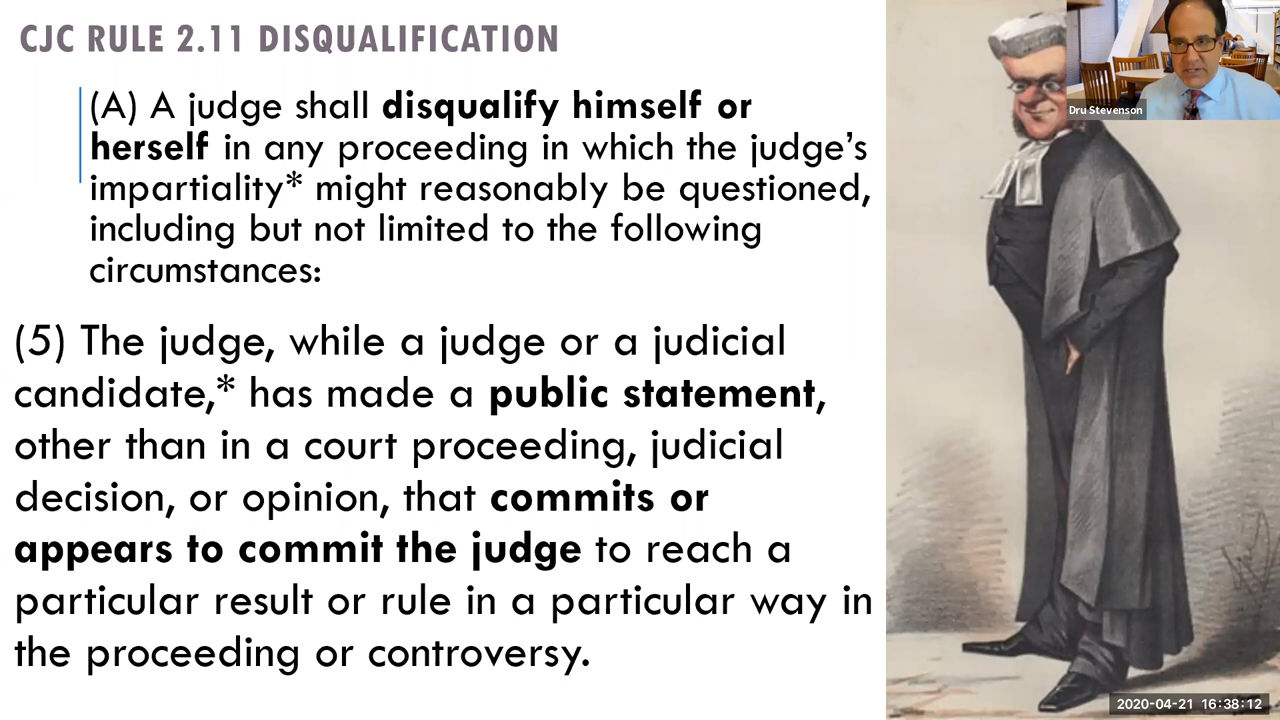 CJC RULE 2.11 DISQUALIFICATION
(A) A judge shall disqualify himself or
herself in any proceeding in which the judge’s
impartiality* might reasonably be questioned,
including but not limited to the following
circumstances:
(5) The judge, while a judge or a judicial
candidate,* has made a public statement,
other than in a court proceeding, judicial
decision, or opinion, that commits or
appears to commit the judge to reach a
particular result or rule in a particular way in
the proceeding or controversy.
Dru Stevenson
2020-04-21 16:38:12